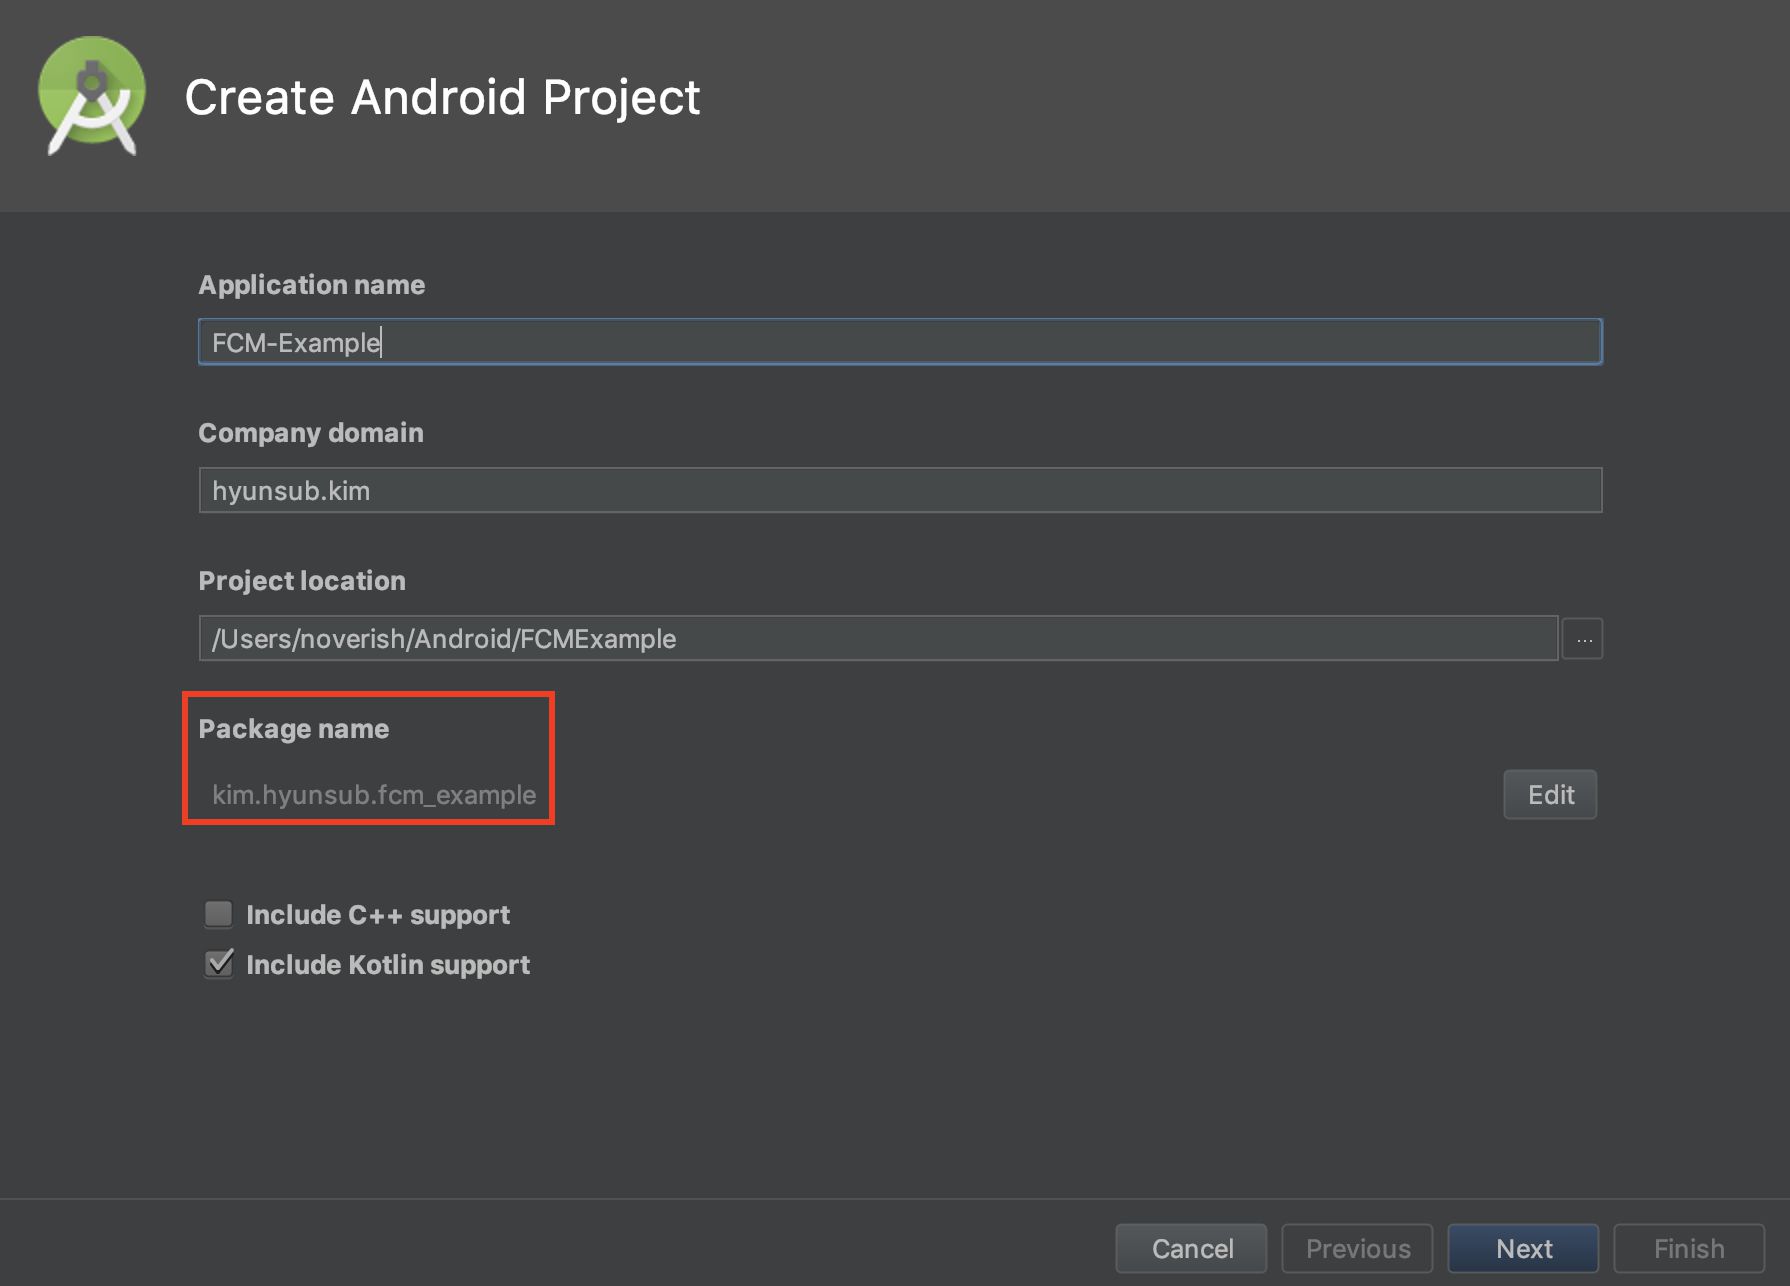 Create Android Project
Application name
FCM-Example
Company domain
hyunsub.kim
Project location
/Users/noverish/Android/FCMExample
...
Package name
kim.hyunsub.fcm_example
Edit
Include C++ support
Include Kotlin support
Cancel Previous Next Finish